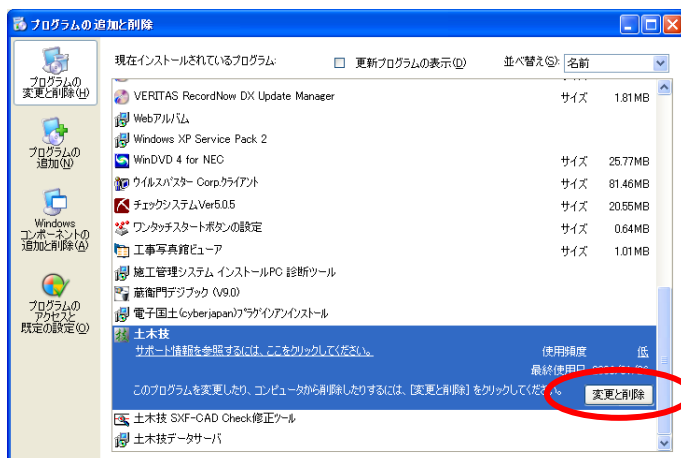 プログラムの追加と削除
現在インストールされているプログラム:
更新プログラムの表示(D)
並べ替え(S): 名前
プログラムの
変更と削除(H)
プログラムの
追加(N)
Windows
コンポーネントの
追加と削除(A)
プログラムの
アクセスと
既定の設定(O)
VERITAS RecordNow DX Update Manager サイズ 1.81MB
Webアルバム
Windows XP Service Pack 2
WinDVD 4 for NEC サイズ 25.77MB
ウイルスバスター Corp.クライアント サイズ 81.46MB
チェックシステムVer5.0.5 サイズ 20.55MB
ワンタッチスタートボタンの設定 サイズ 0.64MB
工事写真館ビューア サイズ 1.01MB
施工管理システム インストールPC 診断ツール
蔵衛門デジブック (V9.0)
電子国土(cyberjapan)プラグインアンインストール
土木技
サポート情報を参照するには、ここをクリックしてください。 使用頻度 低
最終使用日
このプログラムを変更したり、コンピュータから削除したりするには、[変更と削除] をクリックしてください。 変更と削除
土木技 SXF-CAD Check修正ツール
土木技データサーバ